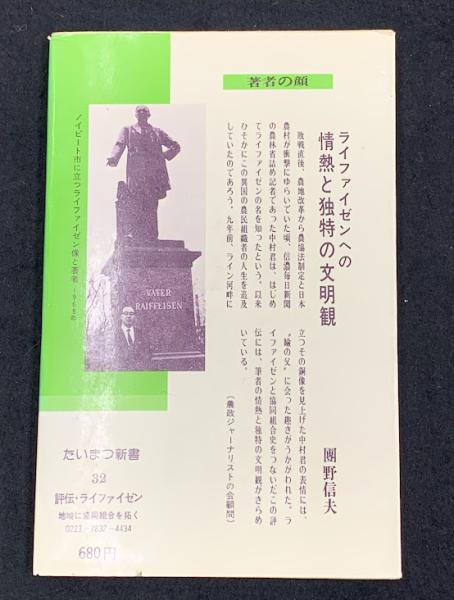 著者の顔
ライファイゼンへの
情熱と独特の文明観
團野信夫
敗戦直後、農地改革から農協法制定と日本
農村が衝撃にゆらいでいた頃、信濃毎日新聞
の農林省詰め記者であった中村君は、はじめ
てライファイゼンの名を知ったという。以来
ひそかにこの異国の農民組織者の人生を追及
していたのであろう。九年前、ライン河畔に
立つその銅像を見上げた中村君の表情には、
〝瞼の父〟に会った趣きがうかがわれた。ラ
イファイゼンと協同組合史をつないだこの評
伝には、筆者の情熱と独特の文明観がきらめ
いている。
(農政ジャーナリストの会顧問)
ノイビート市に立つライファイゼン像と著者
-1968年
VATER
RAIFFEISEN
たいまつ新書
32
評伝・ライファイゼン
地域に協同組合を拓く
0223-7832-4434
680円